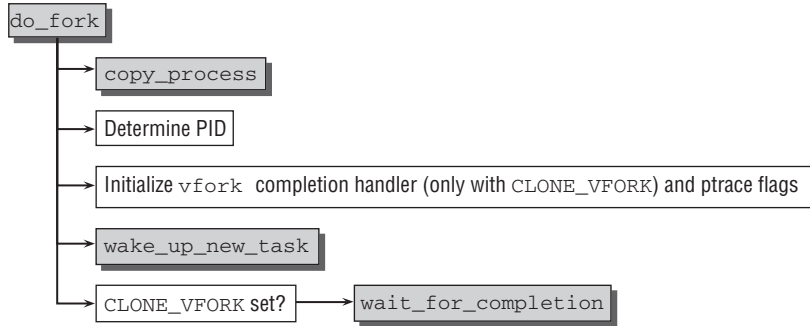 do_fork
copy_process
Determine PID
Initialize vfork completion handler (only with CLONE_VFORK) and ptrace flags
wake_up_new_task
CLONE_VFORK set?
wait_for_completion